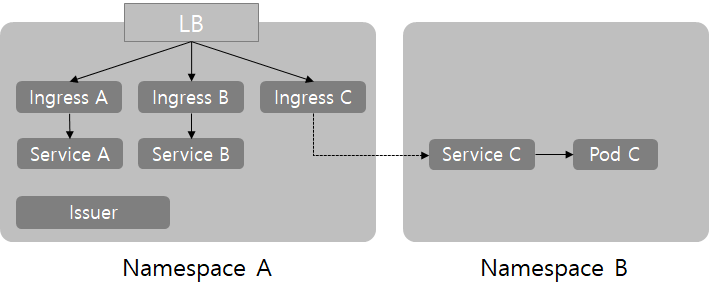 LB
Ingress A
Ingress B
Ingress C
Service A
Service B
Service C
Pod C
Issuer
Namespace A
Namespace B